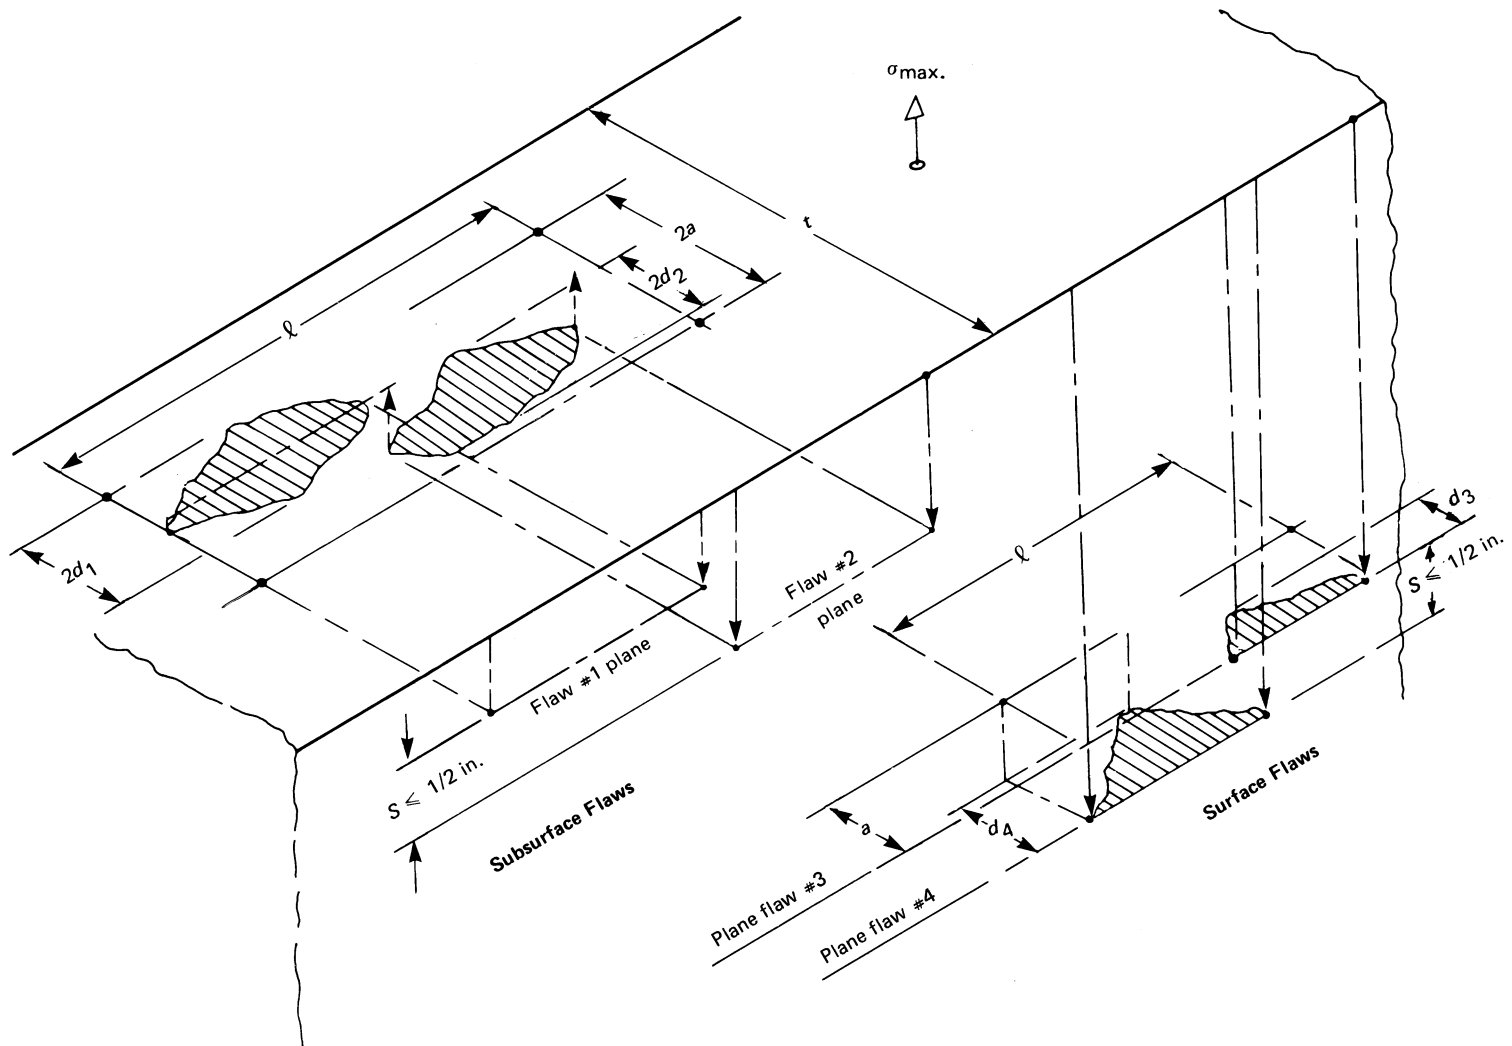 σmax.
t
2a
2d2
ℓ
2d1
Flaw #2
plane
Flaw #1 plane
S ≤ 1/2 in.
Subsurface Flaws
ℓ
d3
S ≤ 1/2 in.
a
d4
Surface Flaws
Plane flaw #3
Plane flaw #4